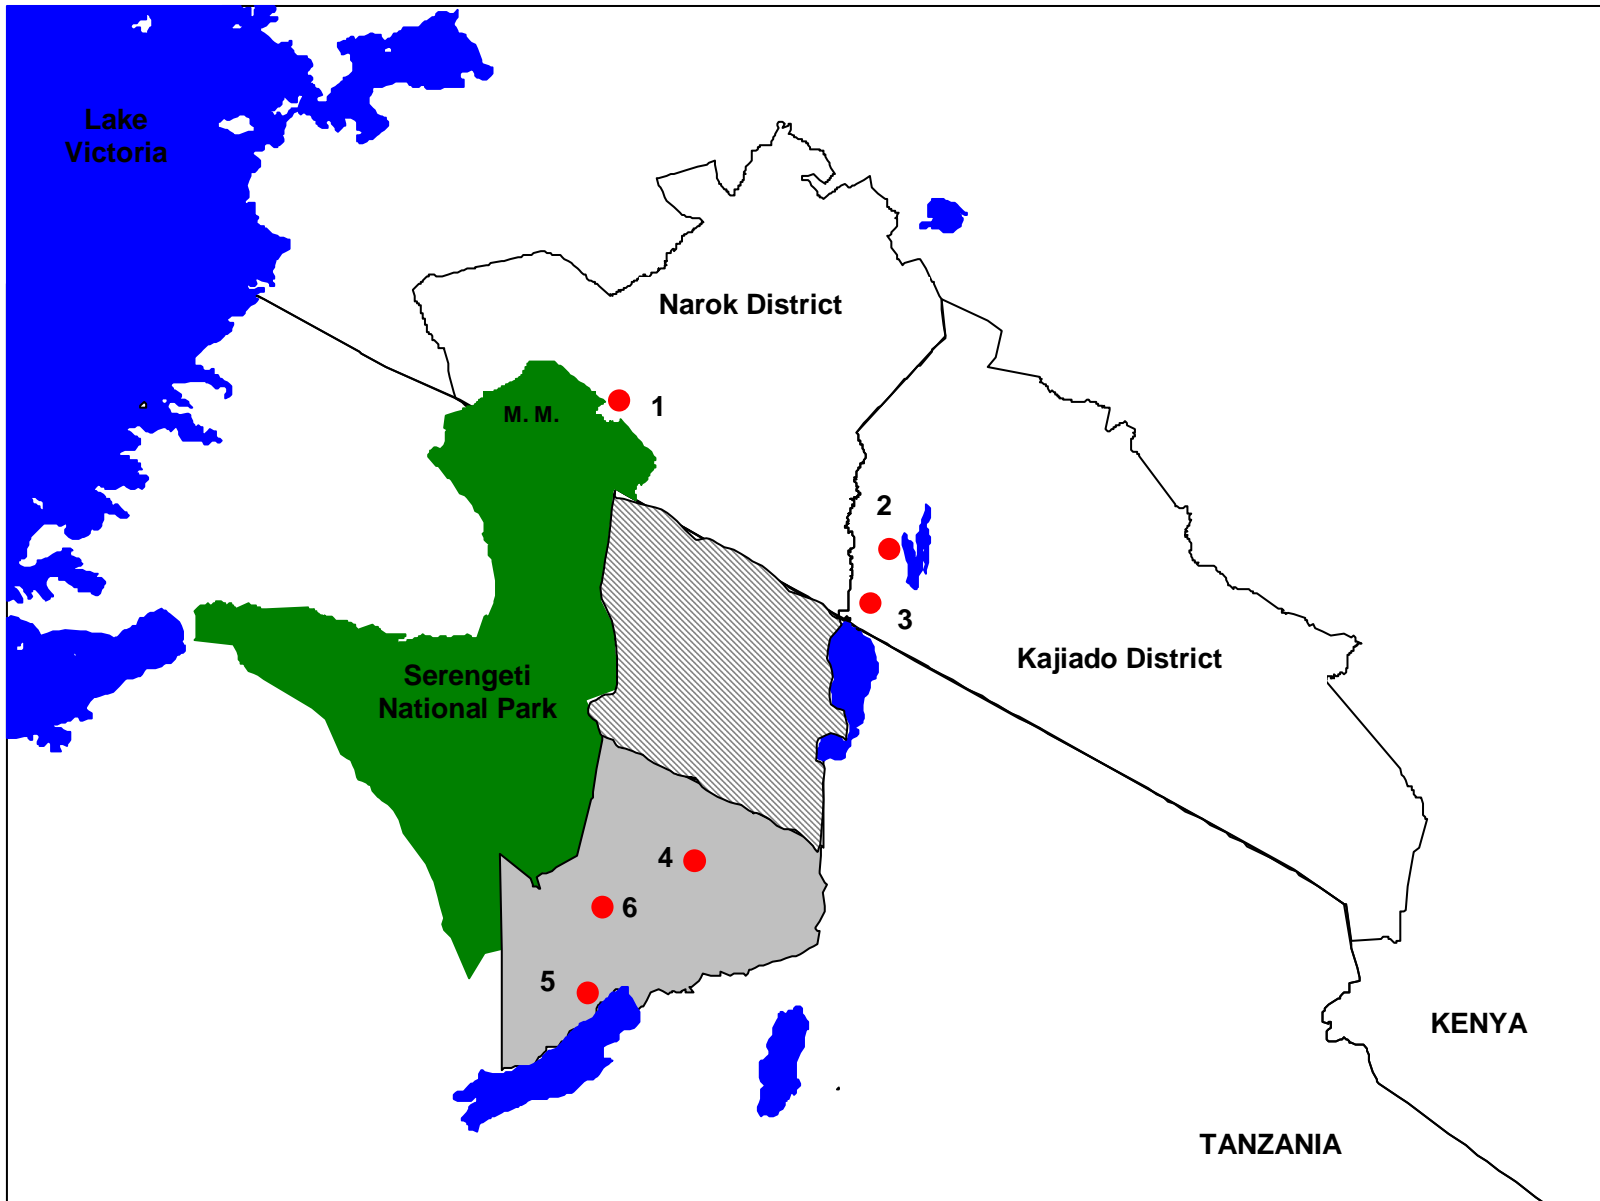 Lake
Victoria
Narok District
M. M.
1
2
3
Kajiado District
Serengeti
National Park
4
6
5
KENYA
TANZANIA